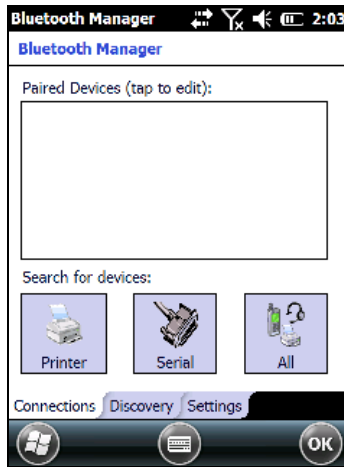 Bluetooth Manager 2:03
Bluetooth Manager
Paired Devices (tap to edit):
Search for devices:
Printer Serial All
Connections Discovery Settings
OK